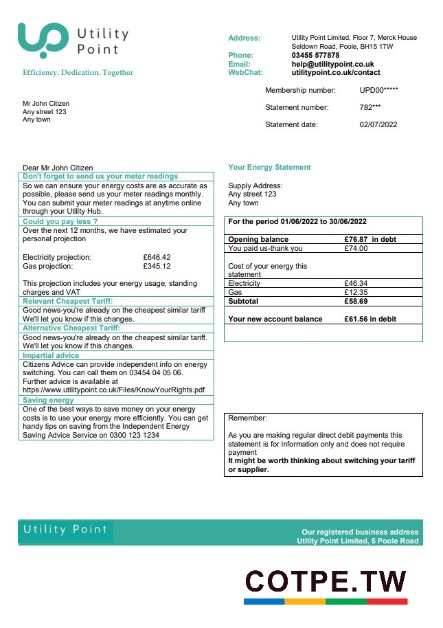 Utility
Point
Efficiency. Dedication. Together
Address: Utility Point Limited, Floor 7, Merck House
Seldown Road, Poole, BH15 1TW
Phone: 03455 577878
Email: help@utilitypoint.co.uk
WebChat: utilitypoint.co.uk/contact
Membership number: UPD00*****
Statement number: 782***
Statement date: 02/07/2022
Mr John Citizen
Any street 123
Any town
Dear Mr John Citizen
Don't forget to send us your meter readings
So we can ensure your energy costs are as accurate as
possible, please send us your meter readings monthly.
You can submit your meter readings at anytime online
through your Utility Hub.
Could you pay less ?
Over the next 12 months, we have estimated your
personal projection
Electricity projection: £646.42
Gas projection: £345.12
This projection includes your energy usage, standing
charges and VAT
Relevant Cheapest Tariff:
Good news-you're already on the cheapest similar tariff
We'll let you know if this changes.
Alternative Cheapest Tariff:
Good news-you're already on the cheapest similar tariff.
We'll let you know if this changes.
Impartial advice
Citizens Advice can provide independent info on energy
switching. You can call them on 03454 04 05 06.
Further advice is available at
https://www.utilitypoint.co.uk/Files/KnowYourRights.pdf
Saving energy
One of the best ways to save money on your energy
costs is to use your energy more efficiently. You can get
handy tips on saving from the Independent Energy
Saving Advice Service on 0300 123 1234
Your Energy Statement
Supply Address:
Any street 123
Any town
For the period 01/06/2022 to 30/06/2022
Opening balance £76.87 in debt
You paid us-thank you £74.00
Cost of your energy this
statement
Electricity £46.34
Gas £12.35
Subtotal £58.69
Your new account balance £61.56 in debit
Remember:
As you are making regular direct debit payments this
statement is for information only and does not require
payment
It might be worth thinking about switching your tariff
or supplier.
Utility Point
Our registered business address
Utility Point Limited, 5 Poole Road
COTPE.TW